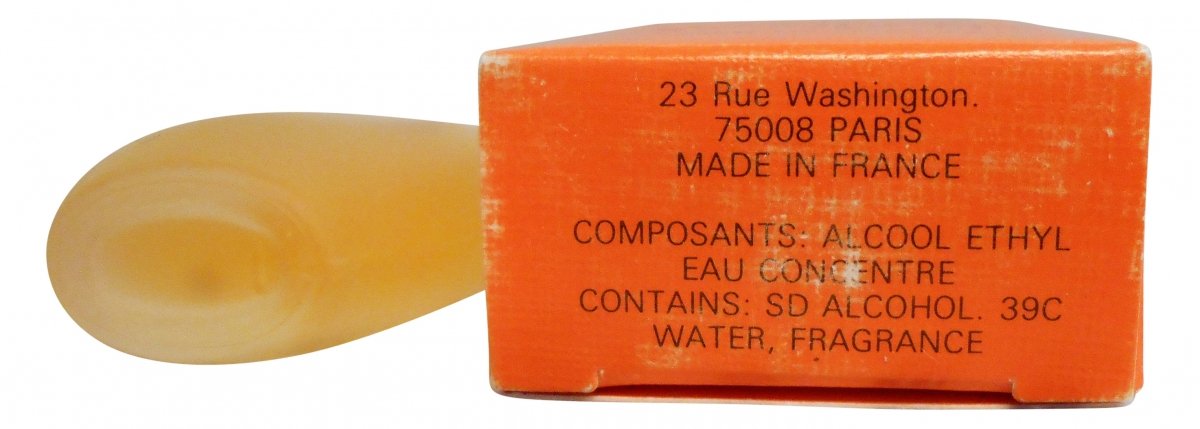 23 Rue Washington.
75008 PARIS
MADE IN FRANCE
COMPOSANTS: ALCOOL ETHYL
EAU CONCENTRE
CONTAINS: SD ALCOHOL. 39C
WATER, FRAGRANCE